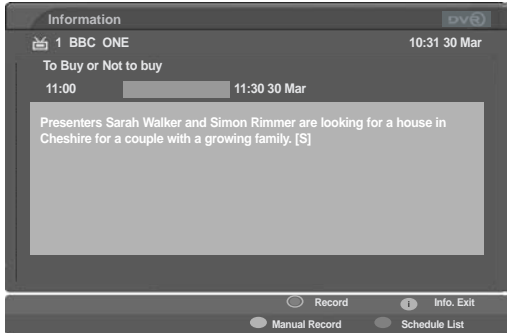 Information
DVR
1 BBC ONE 10:31 30 Mar
To Buy or Not to buy
11:00 11:30 30 Mar
Presenters Sarah Walker and Simon Rimmer are looking for a house in
Cheshire for a couple with a growing family. [S]
Record i Info. Exit
Manual Record Schedule List